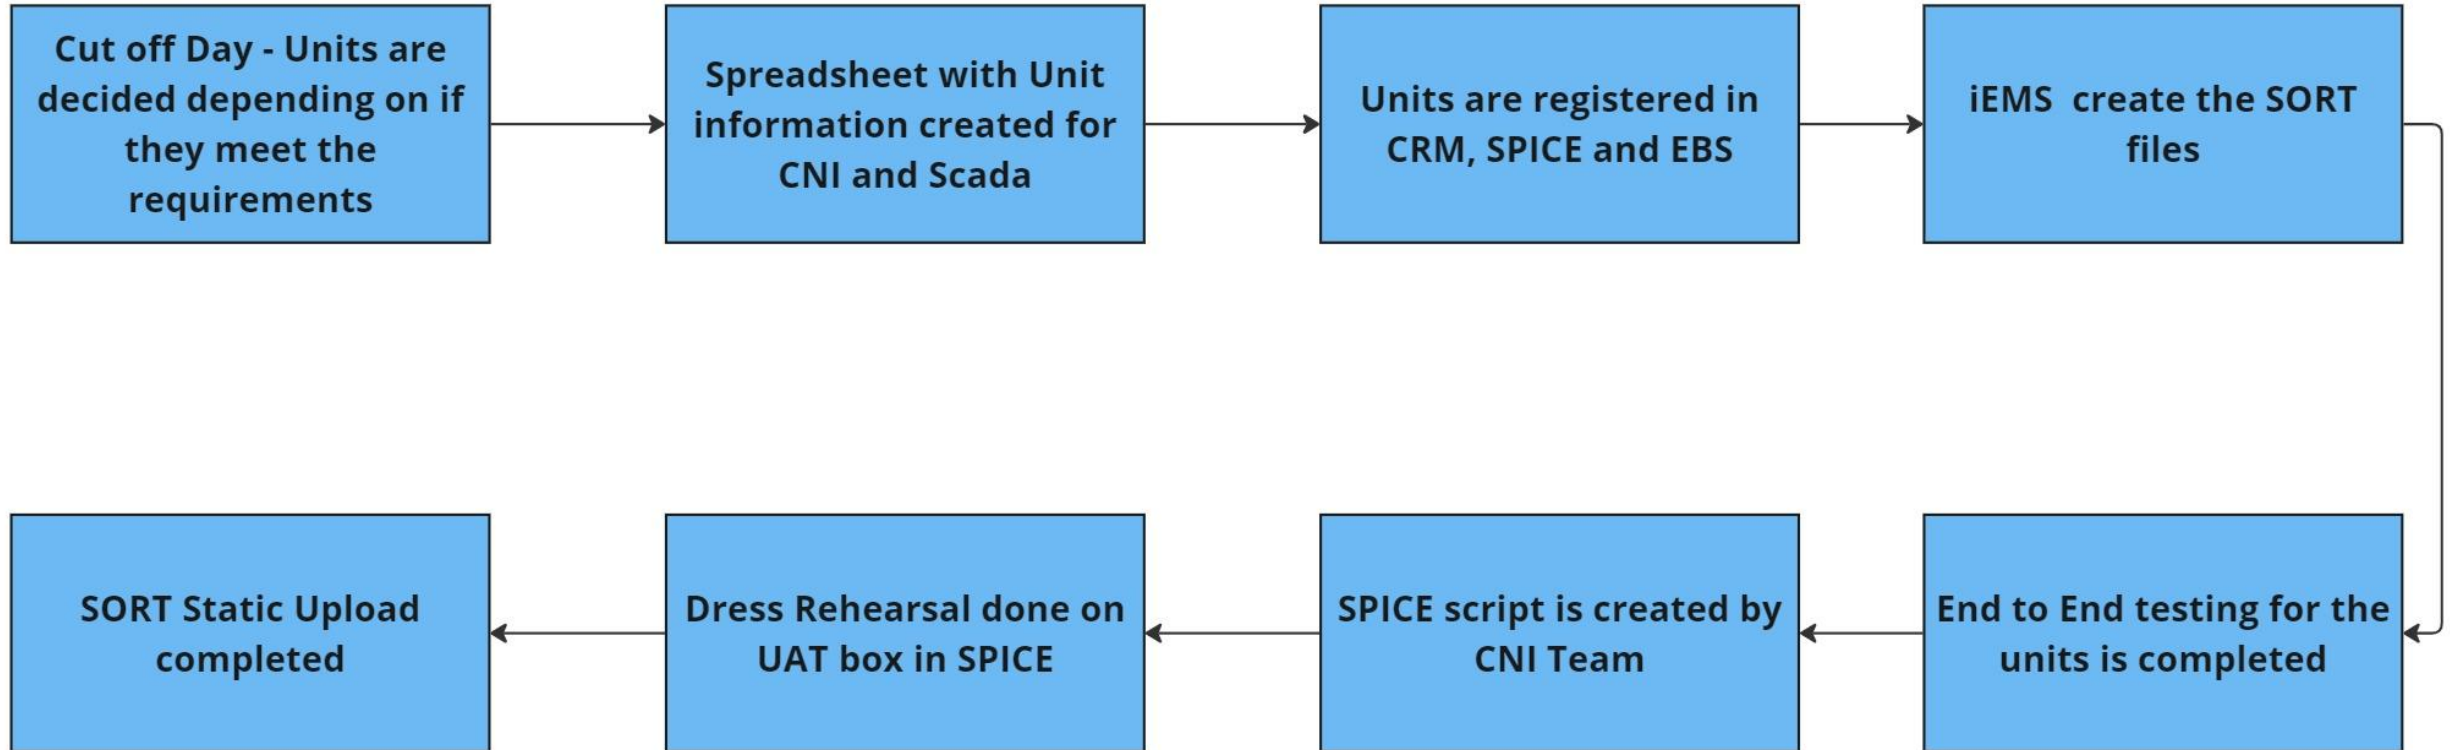 Cut off Day - Units are
decided depending on if
they meet the
requirements
Spreadsheet with Unit
information created for
CNI and Scada
Units are registered in
CRM, SPICE and EBS
iEMS  create the SORT
files
End to End testing for the
units is completed
SPICE script is created by
CNI Team
Dress Rehearsal done on
UAT box in SPICE
SORT Static Upload
completed